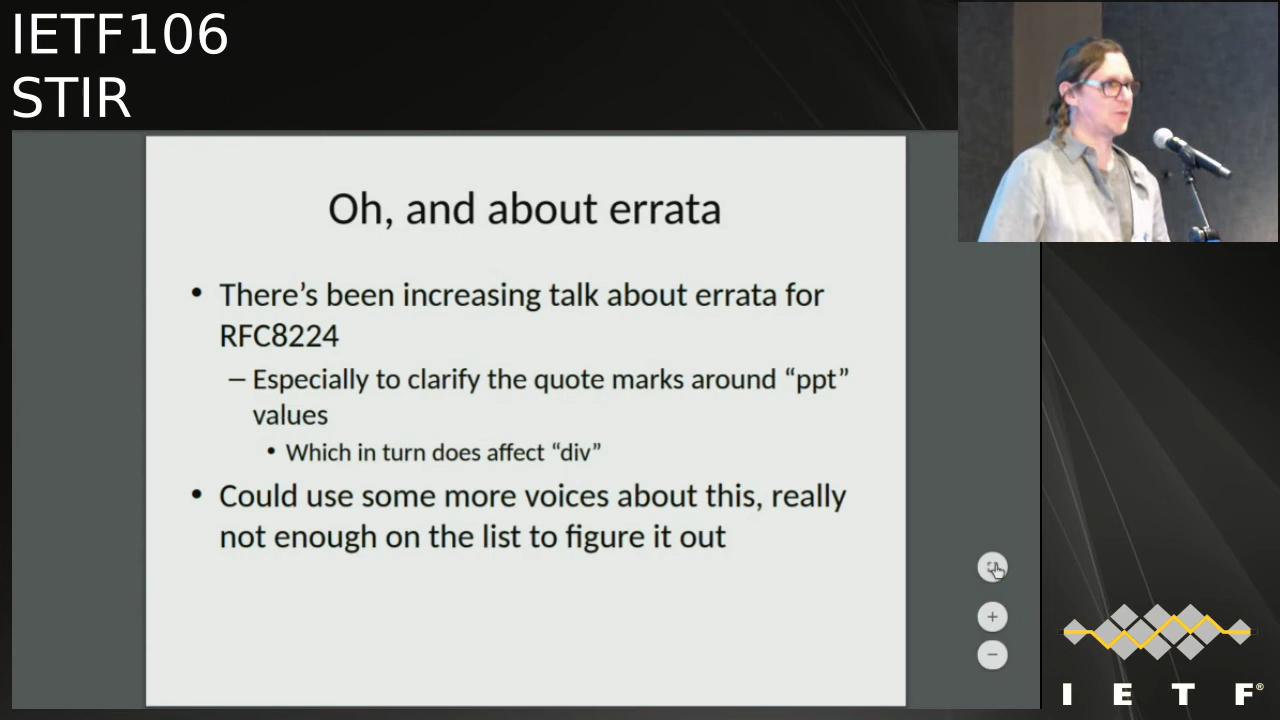 IETF106
STIR
Oh, and about errata
• There’s been increasing talk about errata for
RFC8224
– Especially to clarify the quote marks around “ppt”
values
• Which in turn does affect “div”
• Could use some more voices about this, really
not enough on the list to figure it out
+
−
I E T F®